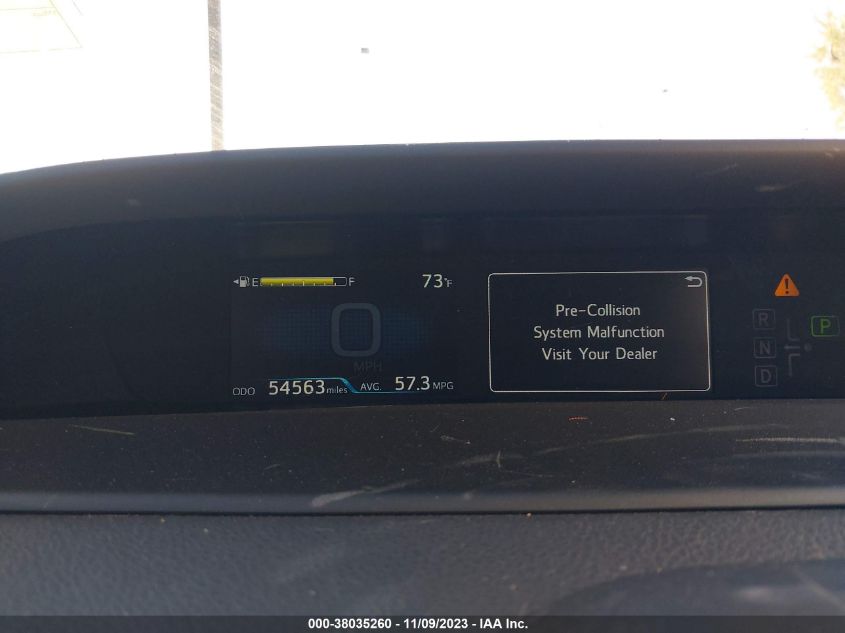 E F 73°F
0
MPH
ODO 54563 miles AVG. 57.3 MPG
Pre-Collision
System Malfunction
Visit Your Dealer
R
N
D
P
000-38035260 - 11/09/2023 - IAA Inc.